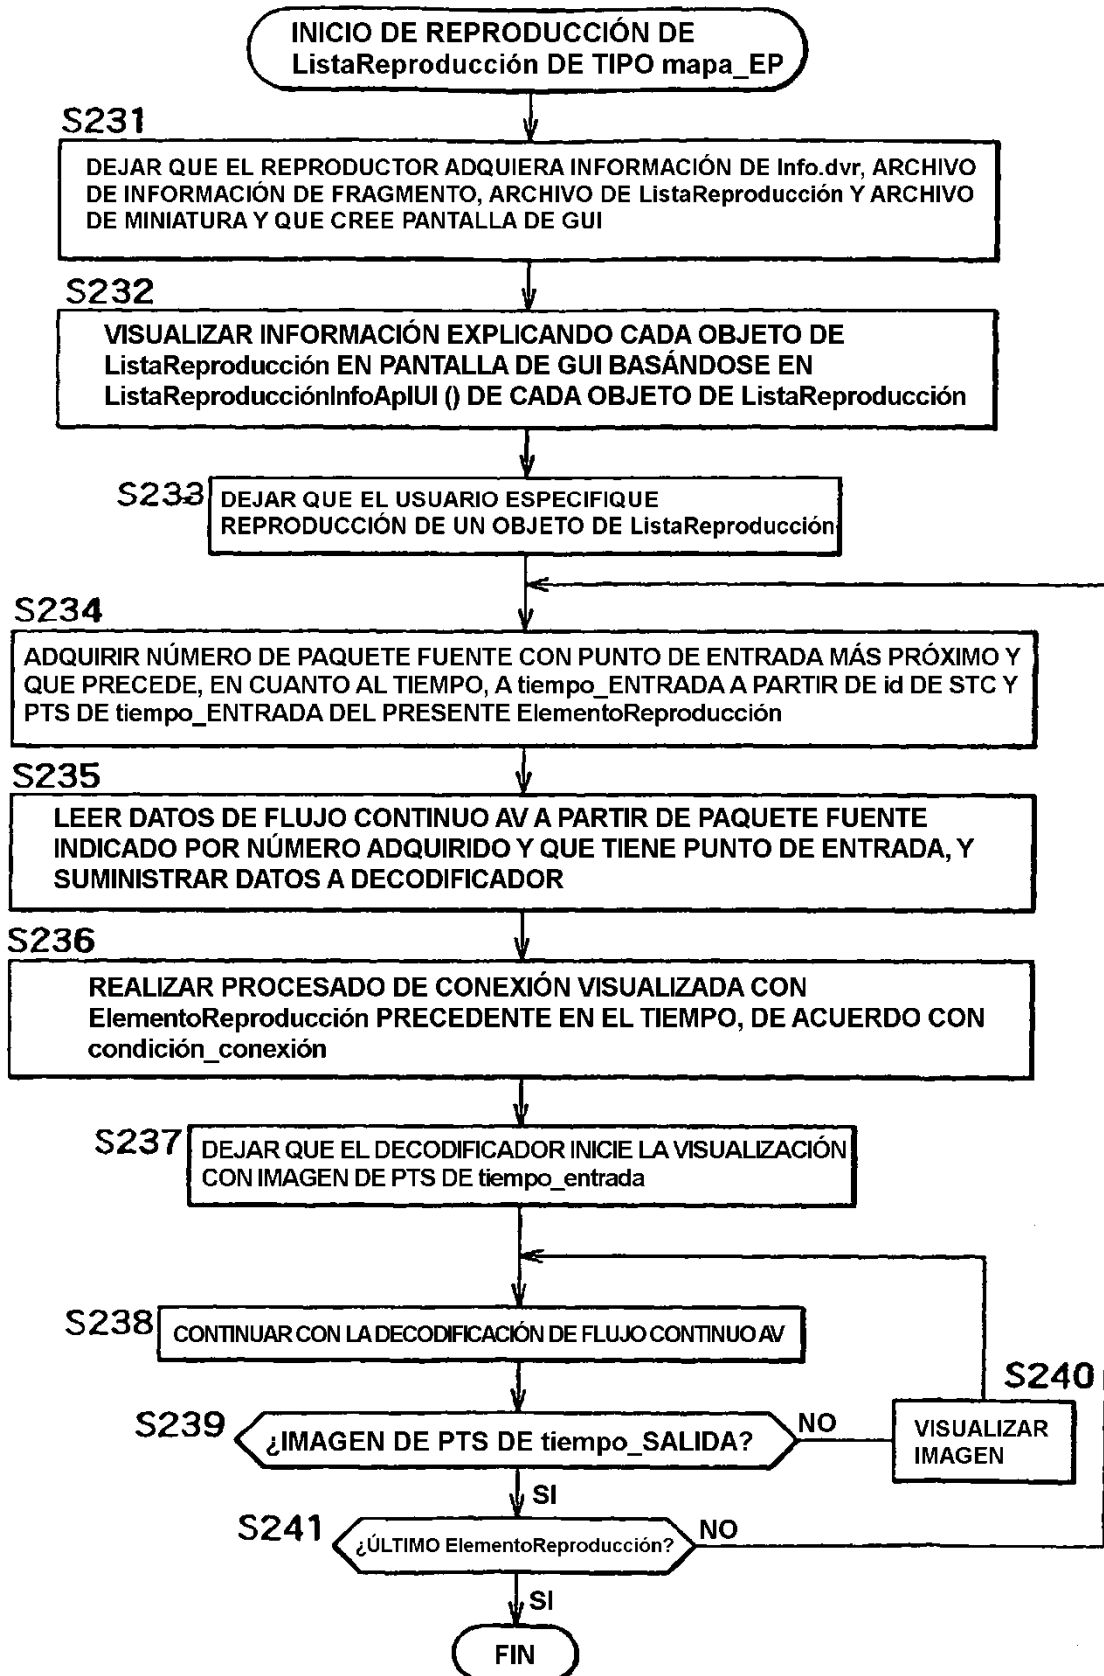 INICIO DE REPRODUCCIÓN DE
ListaReproducción DE TIPO mapa_EP
S231
DEJAR QUE EL REPRODUCTOR ADQUIERA INFORMACIÓN DE Info.dvr, ARCHIVO
DE INFORMACIÓN DE FRAGMENTO, ARCHIVO DE ListaReproducción Y ARCHIVO
DE MINIATURA Y QUE CREE PANTALLA DE GUI
S232
VISUALIZAR INFORMACIÓN EXPLICANDO CADA OBJETO DE
ListaReproducción EN PANTALLA DE GUI BASÁNDOSE EN
ListaReproducciónInfoAplUI () DE CADA OBJETO DE ListaReproducción
S233
DEJAR QUE EL USUARIO ESPECIFIQUE
REPRODUCCIÓN DE UN OBJETO DE ListaReproducción
S234
ADQUIRIR NÚMERO DE PAQUETE FUENTE CON PUNTO DE ENTRADA MÁS PRÓXIMO Y
QUE PRECEDE, EN CUANTO AL TIEMPO, A tiempo_ENTRADA A PARTIR DE id DE STC Y
PTS DE tiempo_ENTRADA DEL PRESENTE ElementoReproducción
S235
LEER DATOS DE FLUJO CONTINUO AV A PARTIR DE PAQUETE FUENTE
INDICADO POR NÚMERO ADQUIRIDO Y QUE TIENE PUNTO DE ENTRADA, Y
SUMINISTRAR DATOS A DECODIFICADOR
S236
REALIZAR PROCESADO DE CONEXIÓN VISUALIZADA CON
ElementoReproducción PRECEDENTE EN EL TIEMPO, DE ACUERDO CON
condición_conexión
S237
DEJAR QUE EL DECODIFICADOR INICIE LA VISUALIZACIÓN
CON IMAGEN DE PTS DE tiempo_entrada
S238
CONTINUAR CON LA DECODIFICACIÓN DE FLUJO CONTINUO AV
S239
¿IMAGEN DE PTS DE tiempo_SALIDA?
NO
S240
VISUALIZAR
IMAGEN
SI
S241
¿ÚLTIMO ElementoReproducción?
NO
SI
FIN